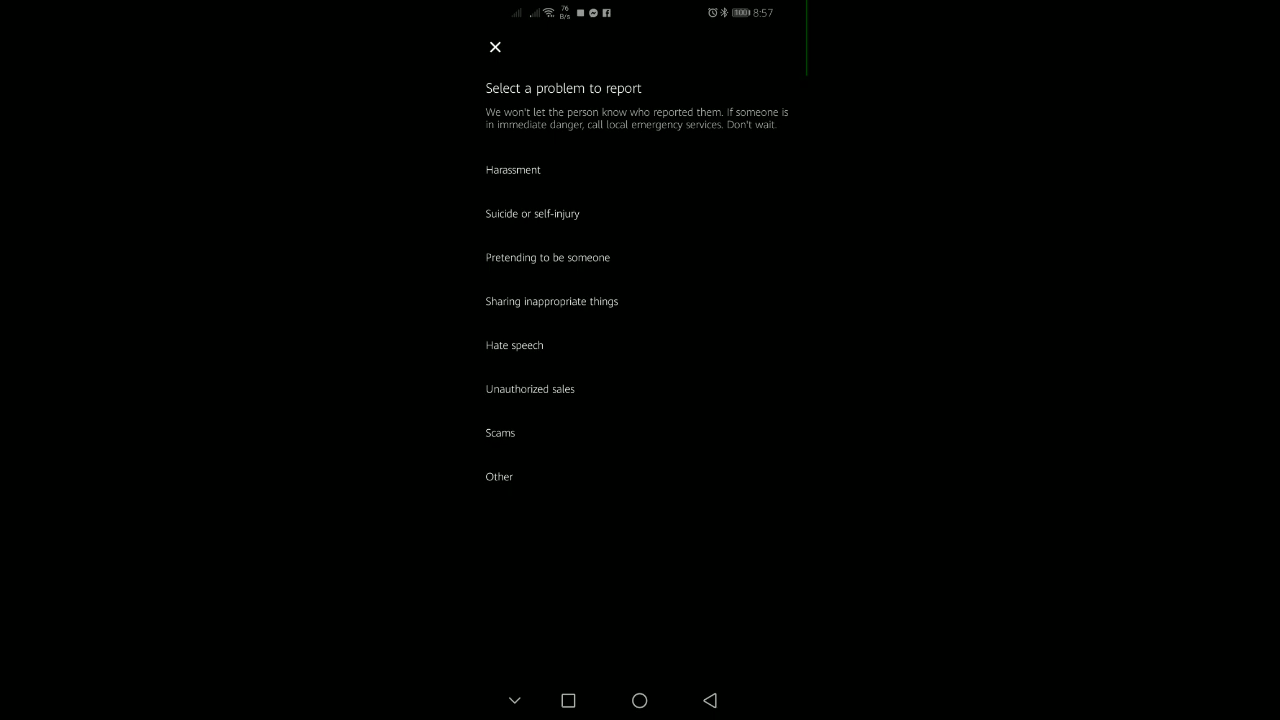 76
B/s
100
8:57
Select a problem to report
We won't let the person know who reported them. If someone is
in immediate danger, call local emergency services. Don't wait.
Harassment
Suicide or self-injury
Pretending to be someone
Sharing inappropriate things
Hate speech
Unauthorized sales
Scams
Other